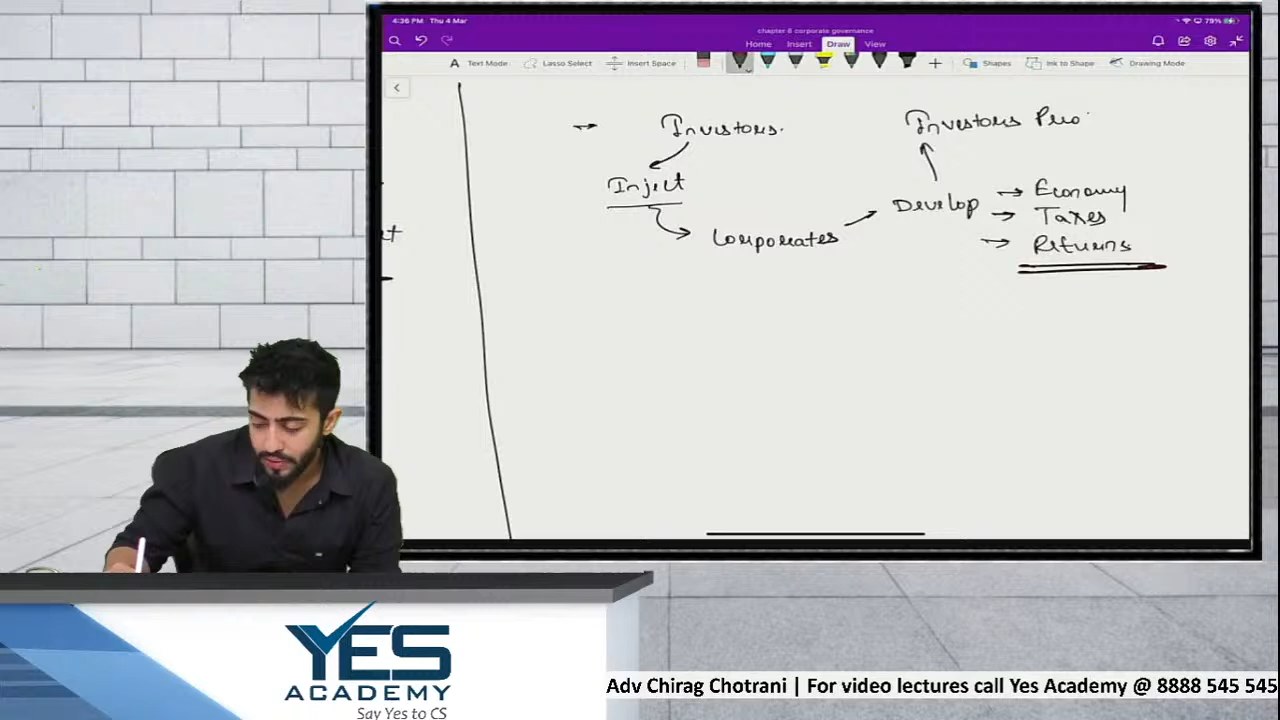 4:36 PM Thu 4 Mar
79%
chapter 6 corporate governance
Home Insert Draw View
Text Mode Lasso Select Insert Space Shapes Ink to Shape Drawing Mode
Investors.
Investors Pro
Inject
Economy
Develop
Taxes
Corporates
Returns
YES
ACADEMY
Say Yes to CS
Adv Chirag Chotrani | For video lectures call Yes Academy @ 8888 545 545